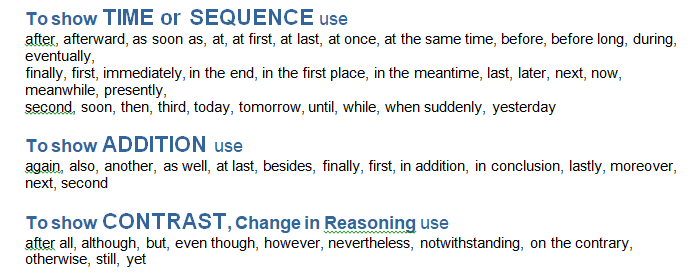 To show TIME or SEQUENCE use
after, afterward, as soon as, at, at first, at last, at once, at the same time, before, before long, during,
eventually,
finally, first, immediately, in the end, in the first place, in the meantime, last, later, next, now,
meanwhile, presently,
second, soon, then, third, today, tomorrow, until, while, when suddenly, yesterday
To show ADDITION use
again, also, another, as well, at last, besides, finally, first, in addition, in conclusion, lastly, moreover,
next, second
To show CONTRAST, Change in Reasoning use
after all, although, but, even though, however, nevertheless, notwithstanding, on the contrary,
otherwise, still, yet